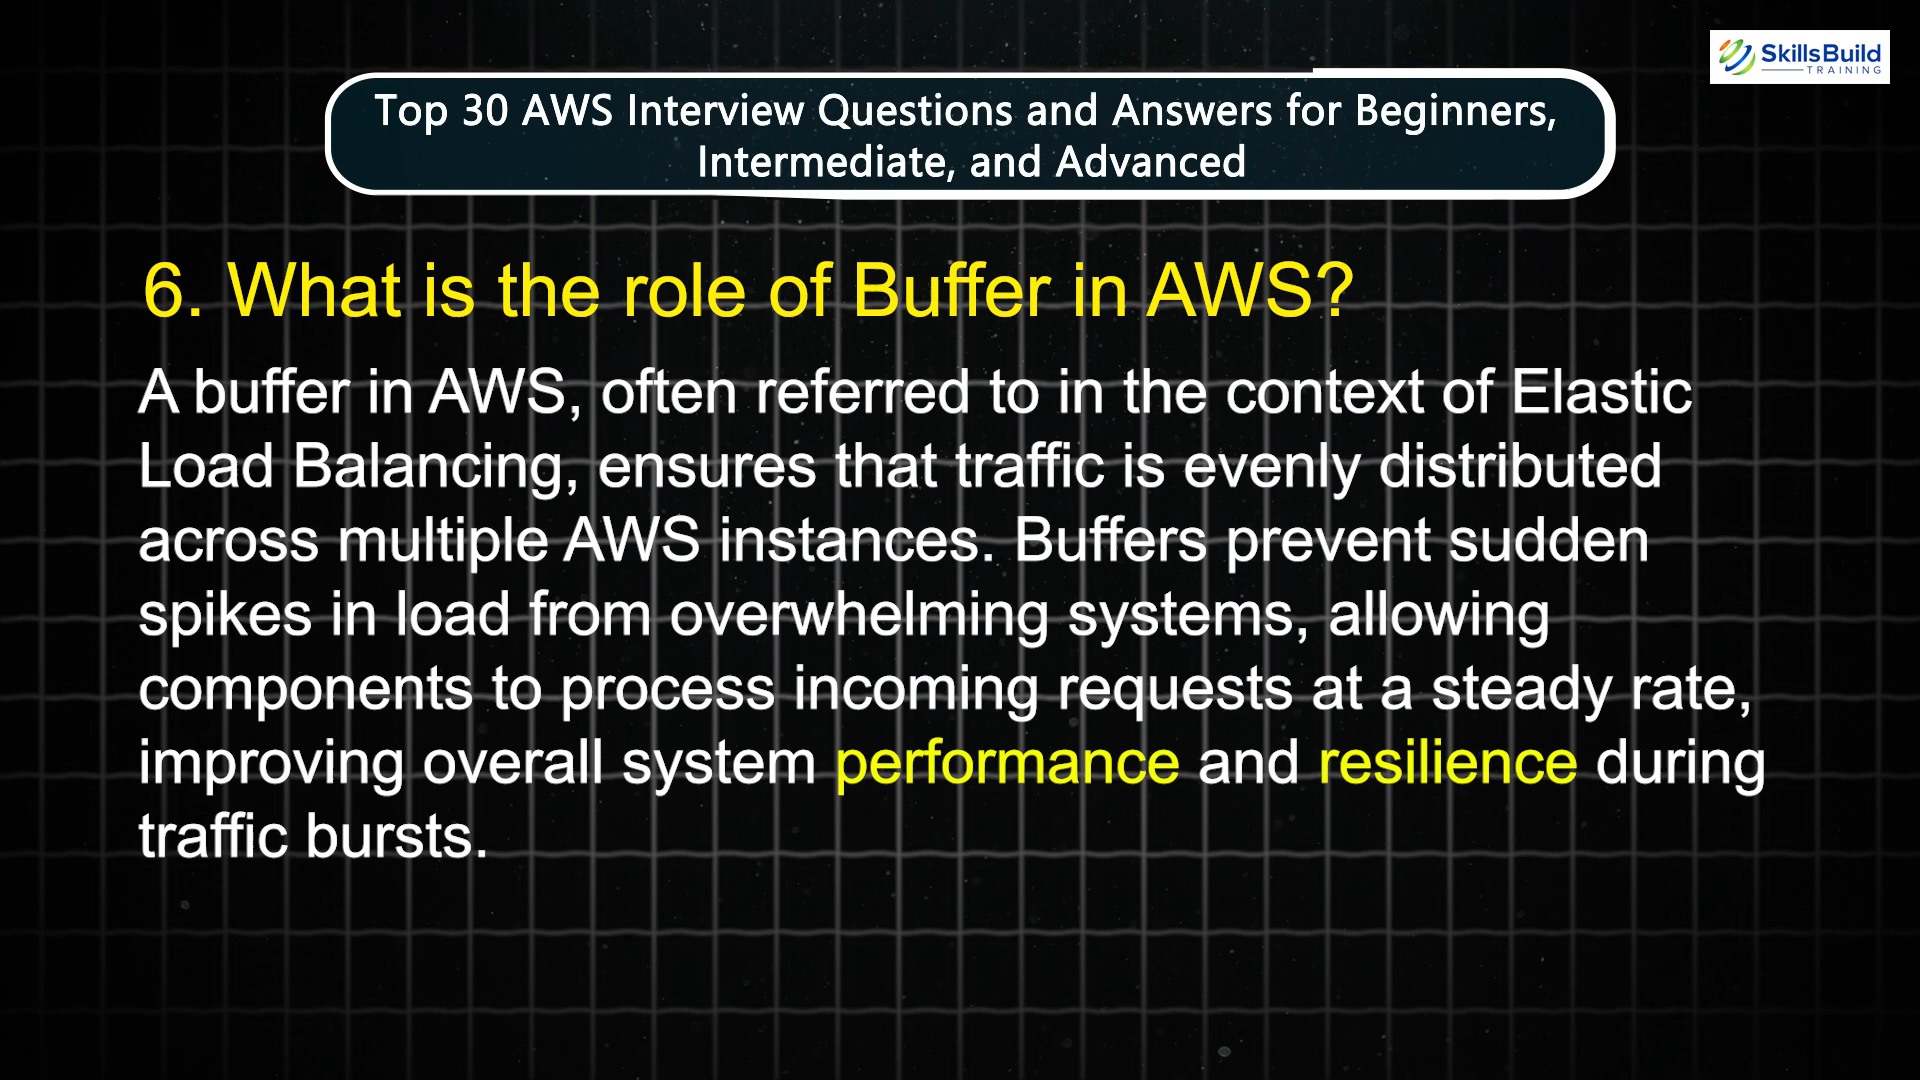 SkillsBuild
TRAINING
Top 30 AWS Interview Questions and Answers for Beginners,
Intermediate, and Advanced
6. What is the role of Buffer in AWS?
A buffer in AWS, often referred to in the context of Elastic
Load Balancing, ensures that traffic is evenly distributed
across multiple AWS instances. Buffers prevent sudden
spikes in load from overwhelming systems, allowing
components to process incoming requests at a steady rate,
improving overall system performance and resilience during
traffic bursts.